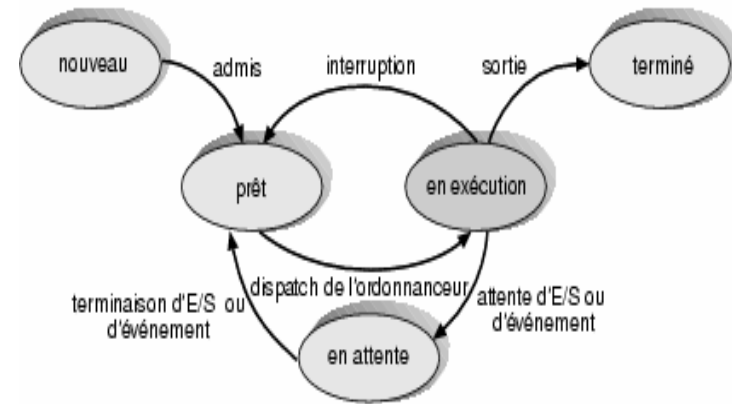 nouveau
admis
interruption
sortie
terminé
prêt
en exécution
dispatch de l'ordonnanceur
terminaison d'E/S ou
d'événement
attente d'E/S ou
d'événement
en attente